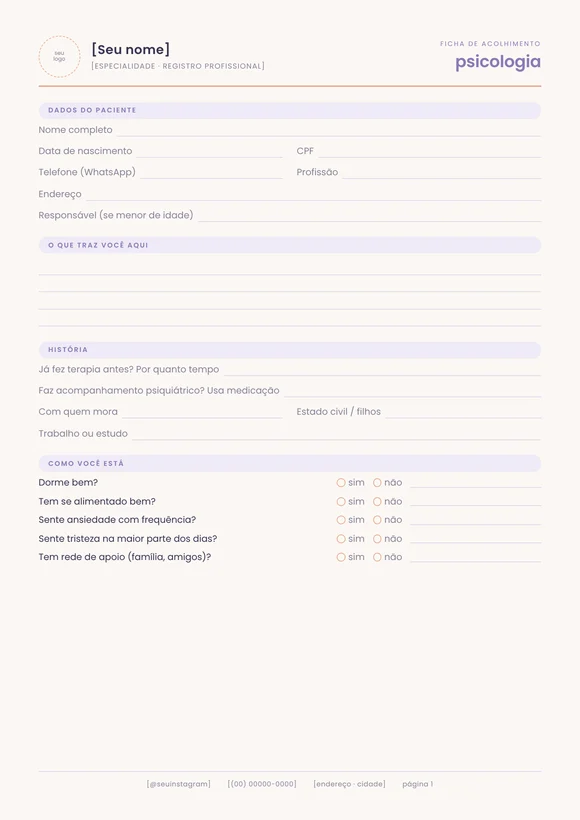 seu
logo
[Seu nome]
[ESPECIALIDADE · REGISTRO PROFISSIONAL]
FICHA DE ACOLHIMENTO
psicologia
DADOS DO PACIENTE
Nome completo
Data de nascimento CPF
Telefone (WhatsApp) Profissão
Endereço
Responsável (se menor de idade)
O QUE TRAZ VOCÊ AQUI
HISTÓRIA
Já fez terapia antes? Por quanto tempo
Faz acompanhamento psiquiátrico? Usa medicação
Com quem mora Estado civil / filhos
Trabalho ou estudo
COMO VOCÊ ESTÁ
Dorme bem? sim não
Tem se alimentado bem? sim não
Sente ansiedade com frequência? sim não
Sente tristeza na maior parte dos dias? sim não
Tem rede de apoio (família, amigos)? sim não
[@seuinstagram] [(00) 00000-0000] [endereço · cidade] página 1